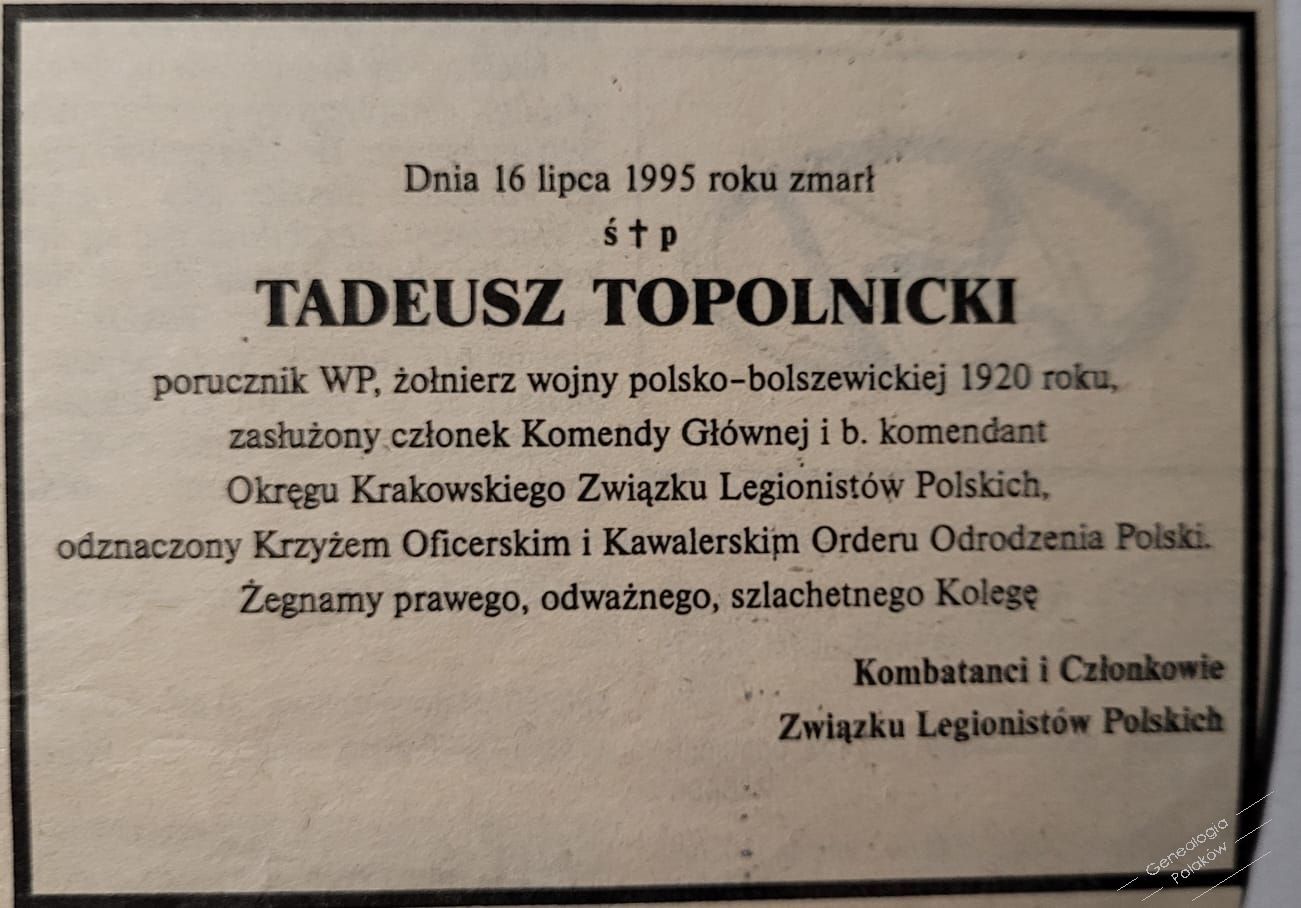 Dnia 16 lipca 1995 roku zmarł
ś † p
TADEUSZ TOPOLNICKI
porucznik WP, żołnierz wojny polsko-bolszewickiej 1920 roku,
zasłużony członek Komendy Głównej i b. komendant
Okręgu Krakowskiego Związku Legionistów Polskich,
odznaczony Krzyżem Oficerskim i Kawalerskim Orderu Odrodzenia Polski.
Żegnamy prawego, odważnego, szlachetnego Kolegę
Kombatanci i Członkowie
Związku Legionistów Polskich
Genealogia
Polaków